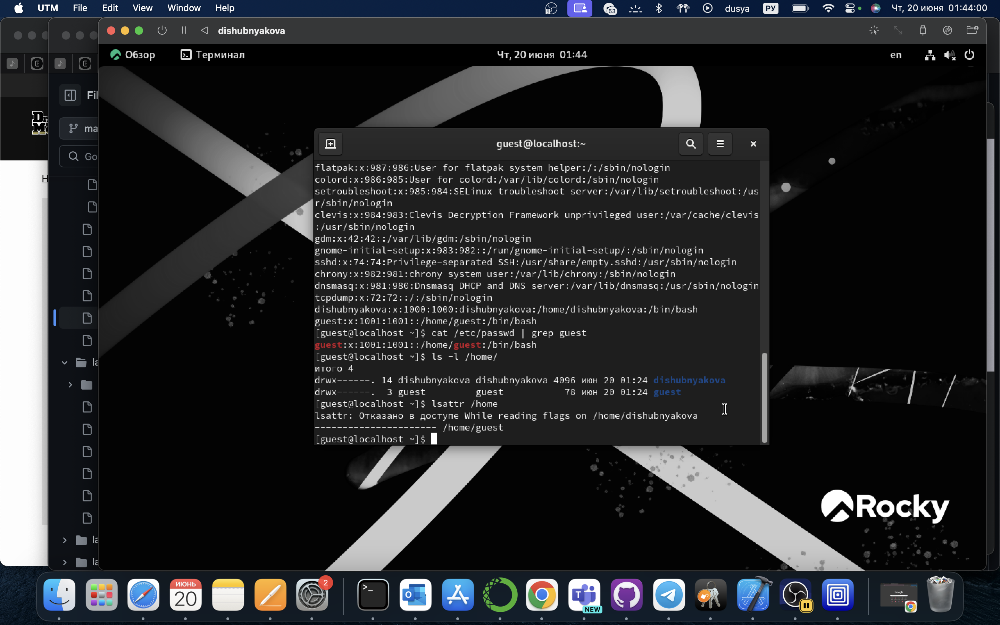 UTM File Edit View Window Help
53
dusya
РУ
Чт, 20 июня 01:44:00
dishubnyakova
Обзор
Терминал
Чт, 20 июня 01:44
en
Fil
ma
Go
guest@localhost:~
flatpak:x:987:986:User for flatpak system helper:/:/sbin/nologin
colord:x:986:985:User for colord:/var/lib/colord:/sbin/nologin
setroubleshoot:x:985:984:SELinux troubleshoot server:/var/lib/setroubleshoot:/us
r/sbin/nologin
clevis:x:984:983:Clevis Decryption Framework unprivileged user:/var/cache/clevis
:/usr/sbin/nologin
gdm:x:42:42::/var/lib/gdm:/sbin/nologin
gnome-initial-setup:x:983:982::/run/gnome-initial-setup/:/sbin/nologin
sshd:x:74:74:Privilege-separated SSH:/usr/share/empty.sshd:/usr/sbin/nologin
chrony:x:982:981:chrony system user:/var/lib/chrony:/sbin/nologin
dnsmasq:x:981:980:Dnsmasq DHCP and DNS server:/var/lib/dnsmasq:/usr/sbin/nologin
tcpdump:x:72:72::/:/sbin/nologin
dishubnyakova:x:1000:1000:dishubnyakova:/home/dishubnyakova:/bin/bash
guest:x:1001:1001::/home/guest:/bin/bash
[guest@localhost ~]$ cat /etc/passwd | grep guest
guest:x:1001:1001::/home/guest:/bin/bash
[guest@localhost ~]$ ls -l /home/
итого 4
drwx------. 14 dishubnyakova dishubnyakova 4096 июн 20 01:24 dishubnyakova
drwx------.  3 guest         guest           78 июн 20 01:24 guest
[guest@localhost ~]$ lsattr /home
lsattr: Отказано в доступе While reading flags on /home/dishubnyakova
---------------------- /home/guest
[guest@localhost ~]$
la
la
la
Rocky
ИЮНЬ
20
2
NEW
Google